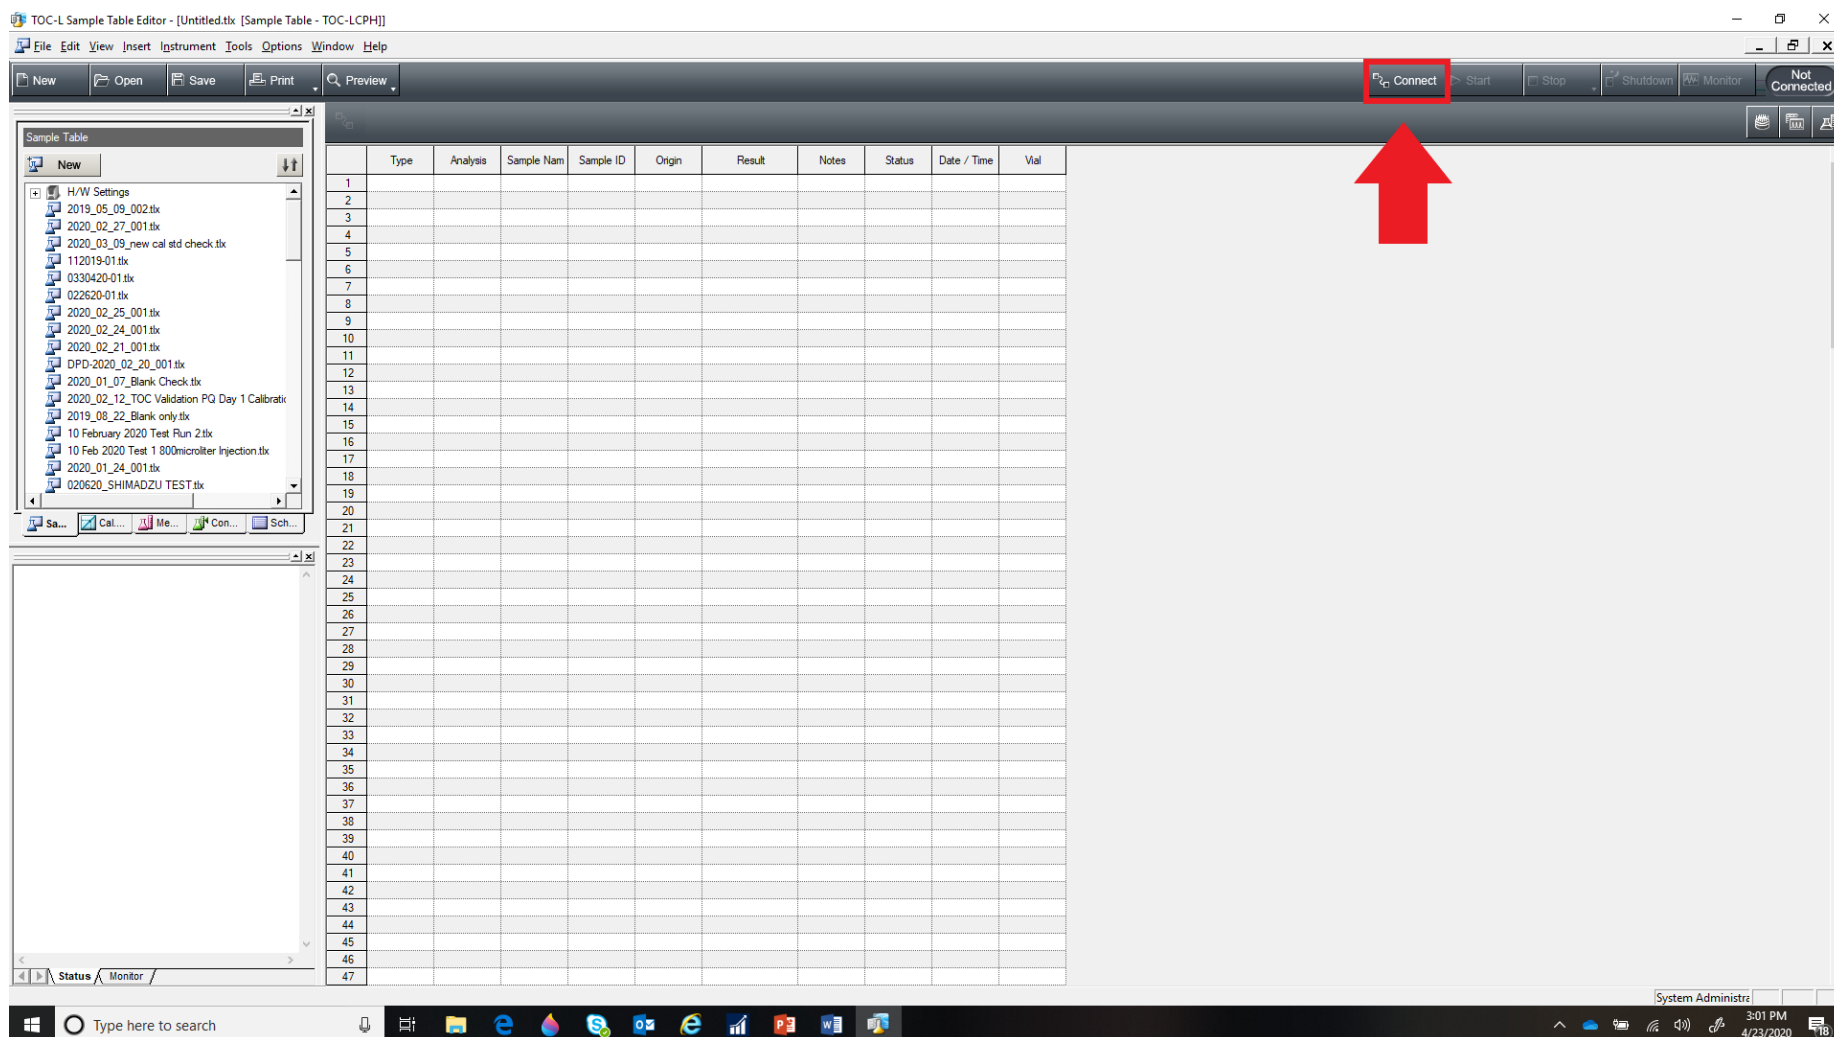 TOC-L Sample Table Editor - [Untitled.tlx [Sample Table - TOC-LCPH]]
File Edit View Insert Instrument Tools Options Window Help
New Open Save Print Preview Connect Start Stop Shutdown Monitor Not Connected
Sample Table
New
H/W Settings
2019_05_09_002.tlx
2020_02_27_001.tlx
2020_03_09_new cal std check.tlx
112019-01.tlx
0330420-01.tlx
022620-01.tlx
2020_02_25_001.tlx
2020_02_24_001.tlx
2020_02_21_001.tlx
DPD-2020_02_20_001.tlx
2020_01_07_Blank Check.tlx
2020_02_12_TOC Validation PQ Day 1 Calibratic
2019_08_22_Blank only.tlx
10 February 2020 Test Run 2.tlx
10 Feb 2020 Test 1 800microliter Injection.tlx
2020_01_24_001.tlx
020620_SHIMADZU TEST.tlx
Sa... Cal.... Me... Con... Sch...
Status Monitor
Type Analysis Sample Nam Sample ID Origin Result Notes Status Date / Time Vial
1
2
3
4
5
6
7
8
9
10
11
12
13
14
15
16
17
18
19
20
21
22
23
24
25
26
27
28
29
30
31
32
33
34
35
36
37
38
39
40
41
42
43
44
45
46
47
System Administra
Type here to search
3:01 PM
4/23/2020
18